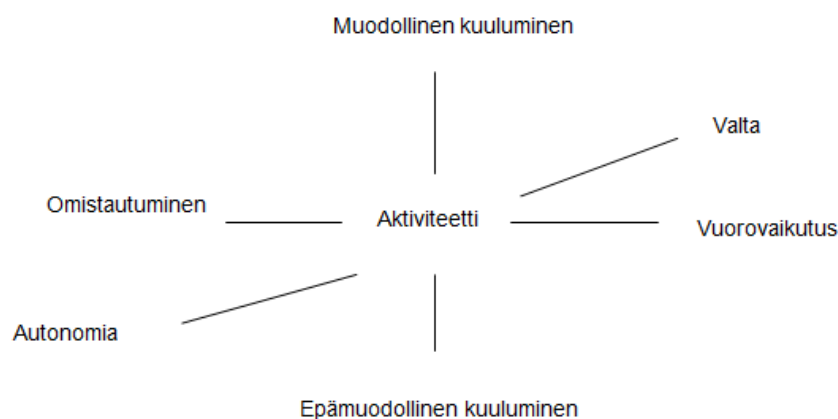 Muodollinen kuuluminen
Valta
Omistautuminen
Aktiviteetti
Vuorovaikutus
Autonomia
Epämuodollinen kuuluminen